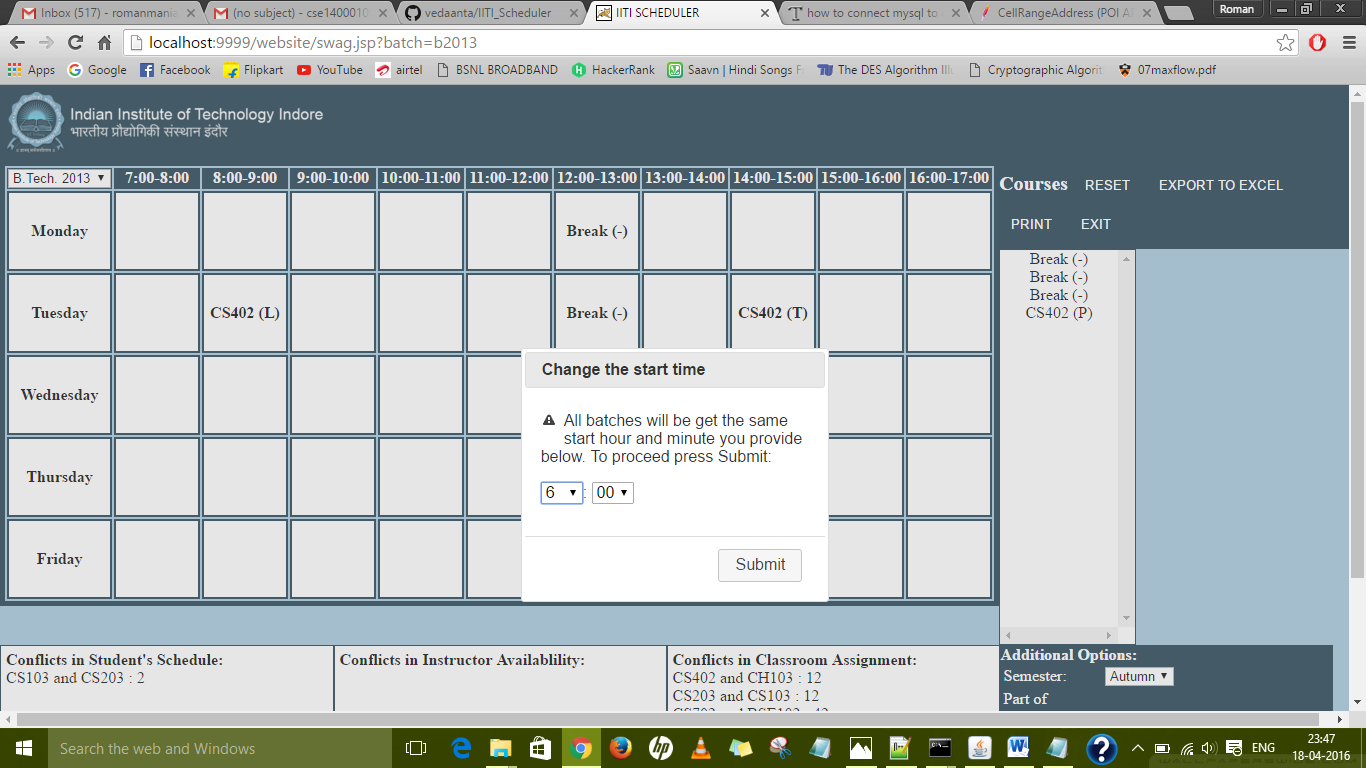 Inbox (517) - romanmania
(no subject) - cse1400010
vedaanta/IITI_Scheduler
IITI SCHEDULER
how to connect mysql to
CellRangeAddress (POI A
Roman
localhost:9999/website/swag.jsp?batch=b2013
Apps
Google
Facebook
Flipkart
YouTube
airtel
BSNL BROADBAND
HackerRank
Saavn | Hindi Songs F
The DES Algorithm Illu
Cryptographic Algorit
07maxflow.pdf
Indian Institute of Technology Indore
भारतीय प्रौद्योगिकी संस्थान इंदौर
B.Tech. 2013 7:00-8:00 8:00-9:00 9:00-10:00 10:00-11:00 11:00-12:00 12:00-13:00 13:00-14:00 14:00-15:00 15:00-16:00 16:00-17:00
Monday Break (-)
Tuesday CS402 (L) Break (-) CS402 (T)
Wednesday
Thursday
Friday
Courses RESET EXPORT TO EXCEL
PRINT EXIT
Break (-)
Break (-)
Break (-)
CS402 (P)
Change the start time
All batches will be get the same
start hour and minute you provide
below. To proceed press Submit:
6 : 00
Submit
Conflicts in Student's Schedule:
CS103 and CS203 : 2
Conflicts in Instructor Availablility:
Conflicts in Classroom Assignment:
CS402 and CH103 : 12
CS203 and CS103 : 12
Additional Options:
Semester: Autumn
Part of
Search the web and Windows
ENG
23:47
18-04-2016